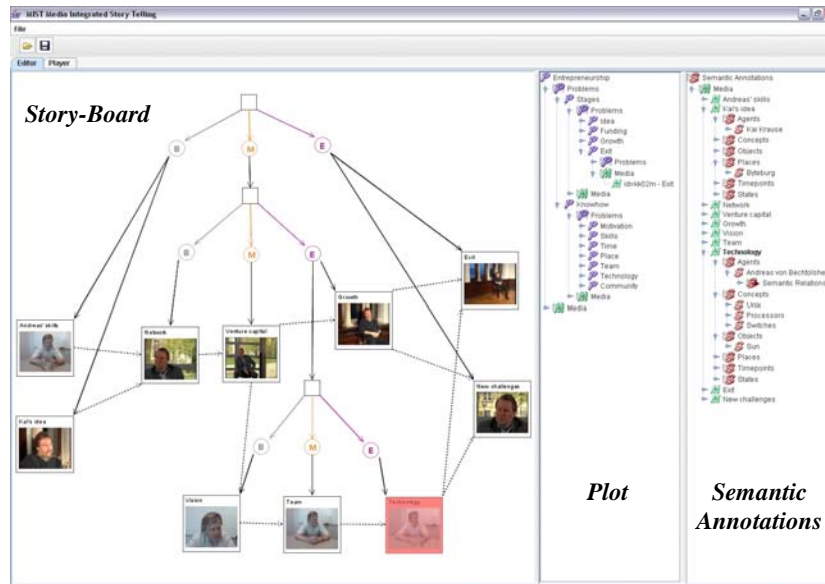 MIST Media Integrated Story Telling
File
Editor Player
Story-Board
B
M
E
B
M
E
Exit
Growth
Andreas' skills
Network
Venture capital
New challenges
Kai's idea
B
M
E
Vision
Team
Technology
Entrepreneurship
Problems
Stages
Problems
Idea
Funding
Growth
Exit
Problems
Media
idxkk02m - Exit
Media
Knowhow
Problems
Motivation
Skills
Time
Place
Team
Technology
Community
Media
Media
Plot
Semantic Annotations
Media
Andreas' skills
Kai's idea
Agents
Kai Krause
Concepts
Objects
Places
Byteburg
Timepoints
States
Network
Venture capital
Growth
Vision
Team
Technology
Agents
Andreas von Bechtolshe
Semantic Relations
Concepts
Unix
Processors
Switches
Objects
Sun
Places
Timepoints
States
Exit
New challenges
Semantic
Annotations